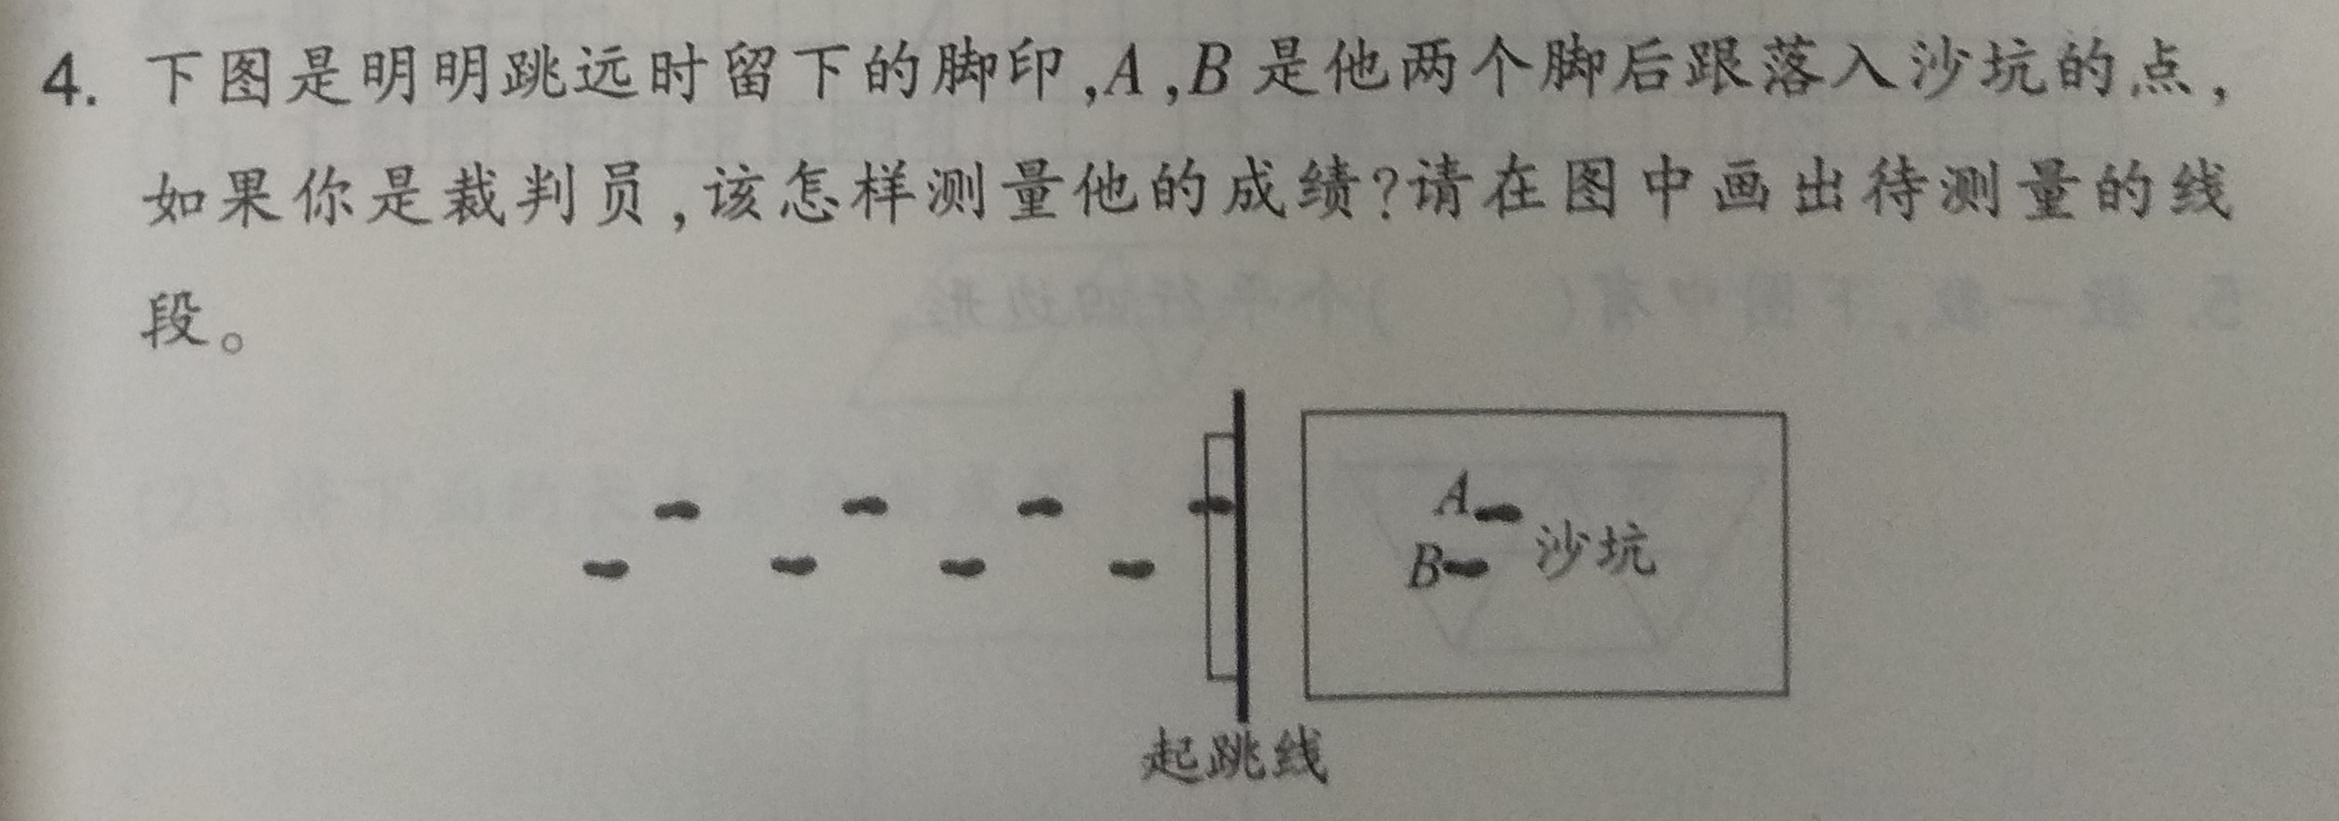 4. 下图是明明跳远时留下的脚印,A,B是他两个脚后跟落入沙坑的点,
如果你是裁判员,该怎样测量他的成绩?请在图中画出待测量的线
段。
A
B
沙坑
起跳线